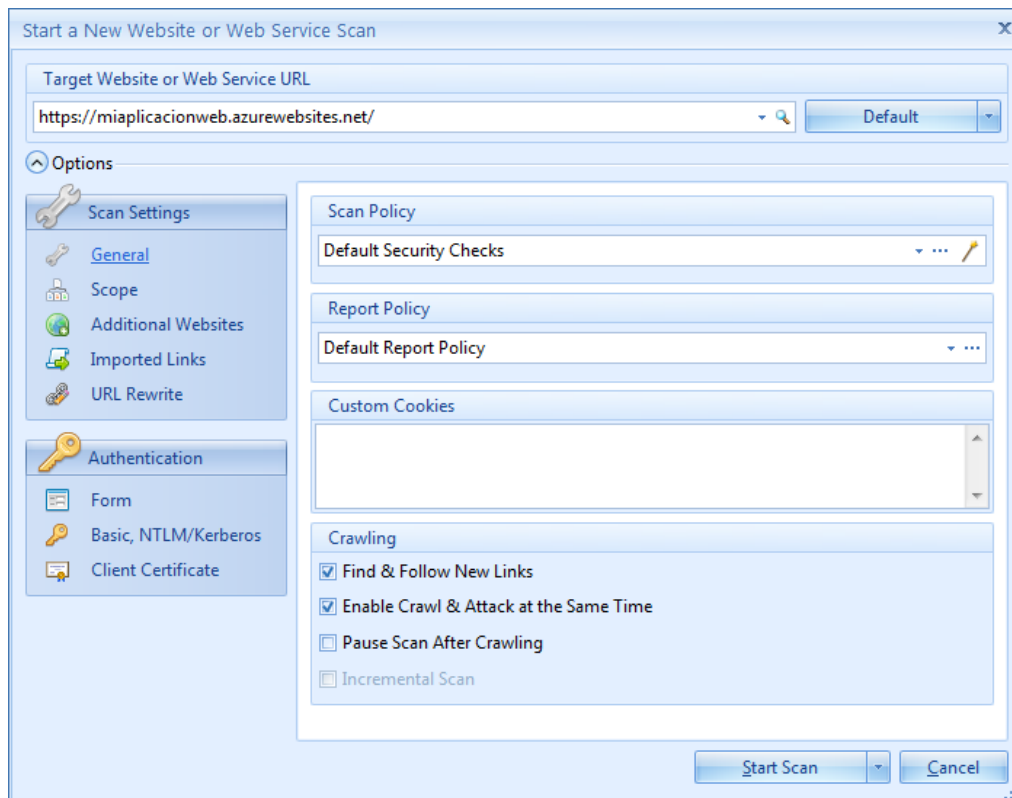 Start a New Website or Web Service Scan
Target Website or Web Service URL
https://miaplicacionweb.azurewebsites.net/
Default
Options
Scan Settings
General
Scope
Additional Websites
Imported Links
URL Rewrite
Authentication
Form
Basic, NTLM/Kerberos
Client Certificate
Scan Policy
Default Security Checks
Report Policy
Default Report Policy
Custom Cookies
Crawling
Find & Follow New Links
Enable Crawl & Attack at the Same Time
Pause Scan After Crawling
Incremental Scan
Start Scan
Cancel